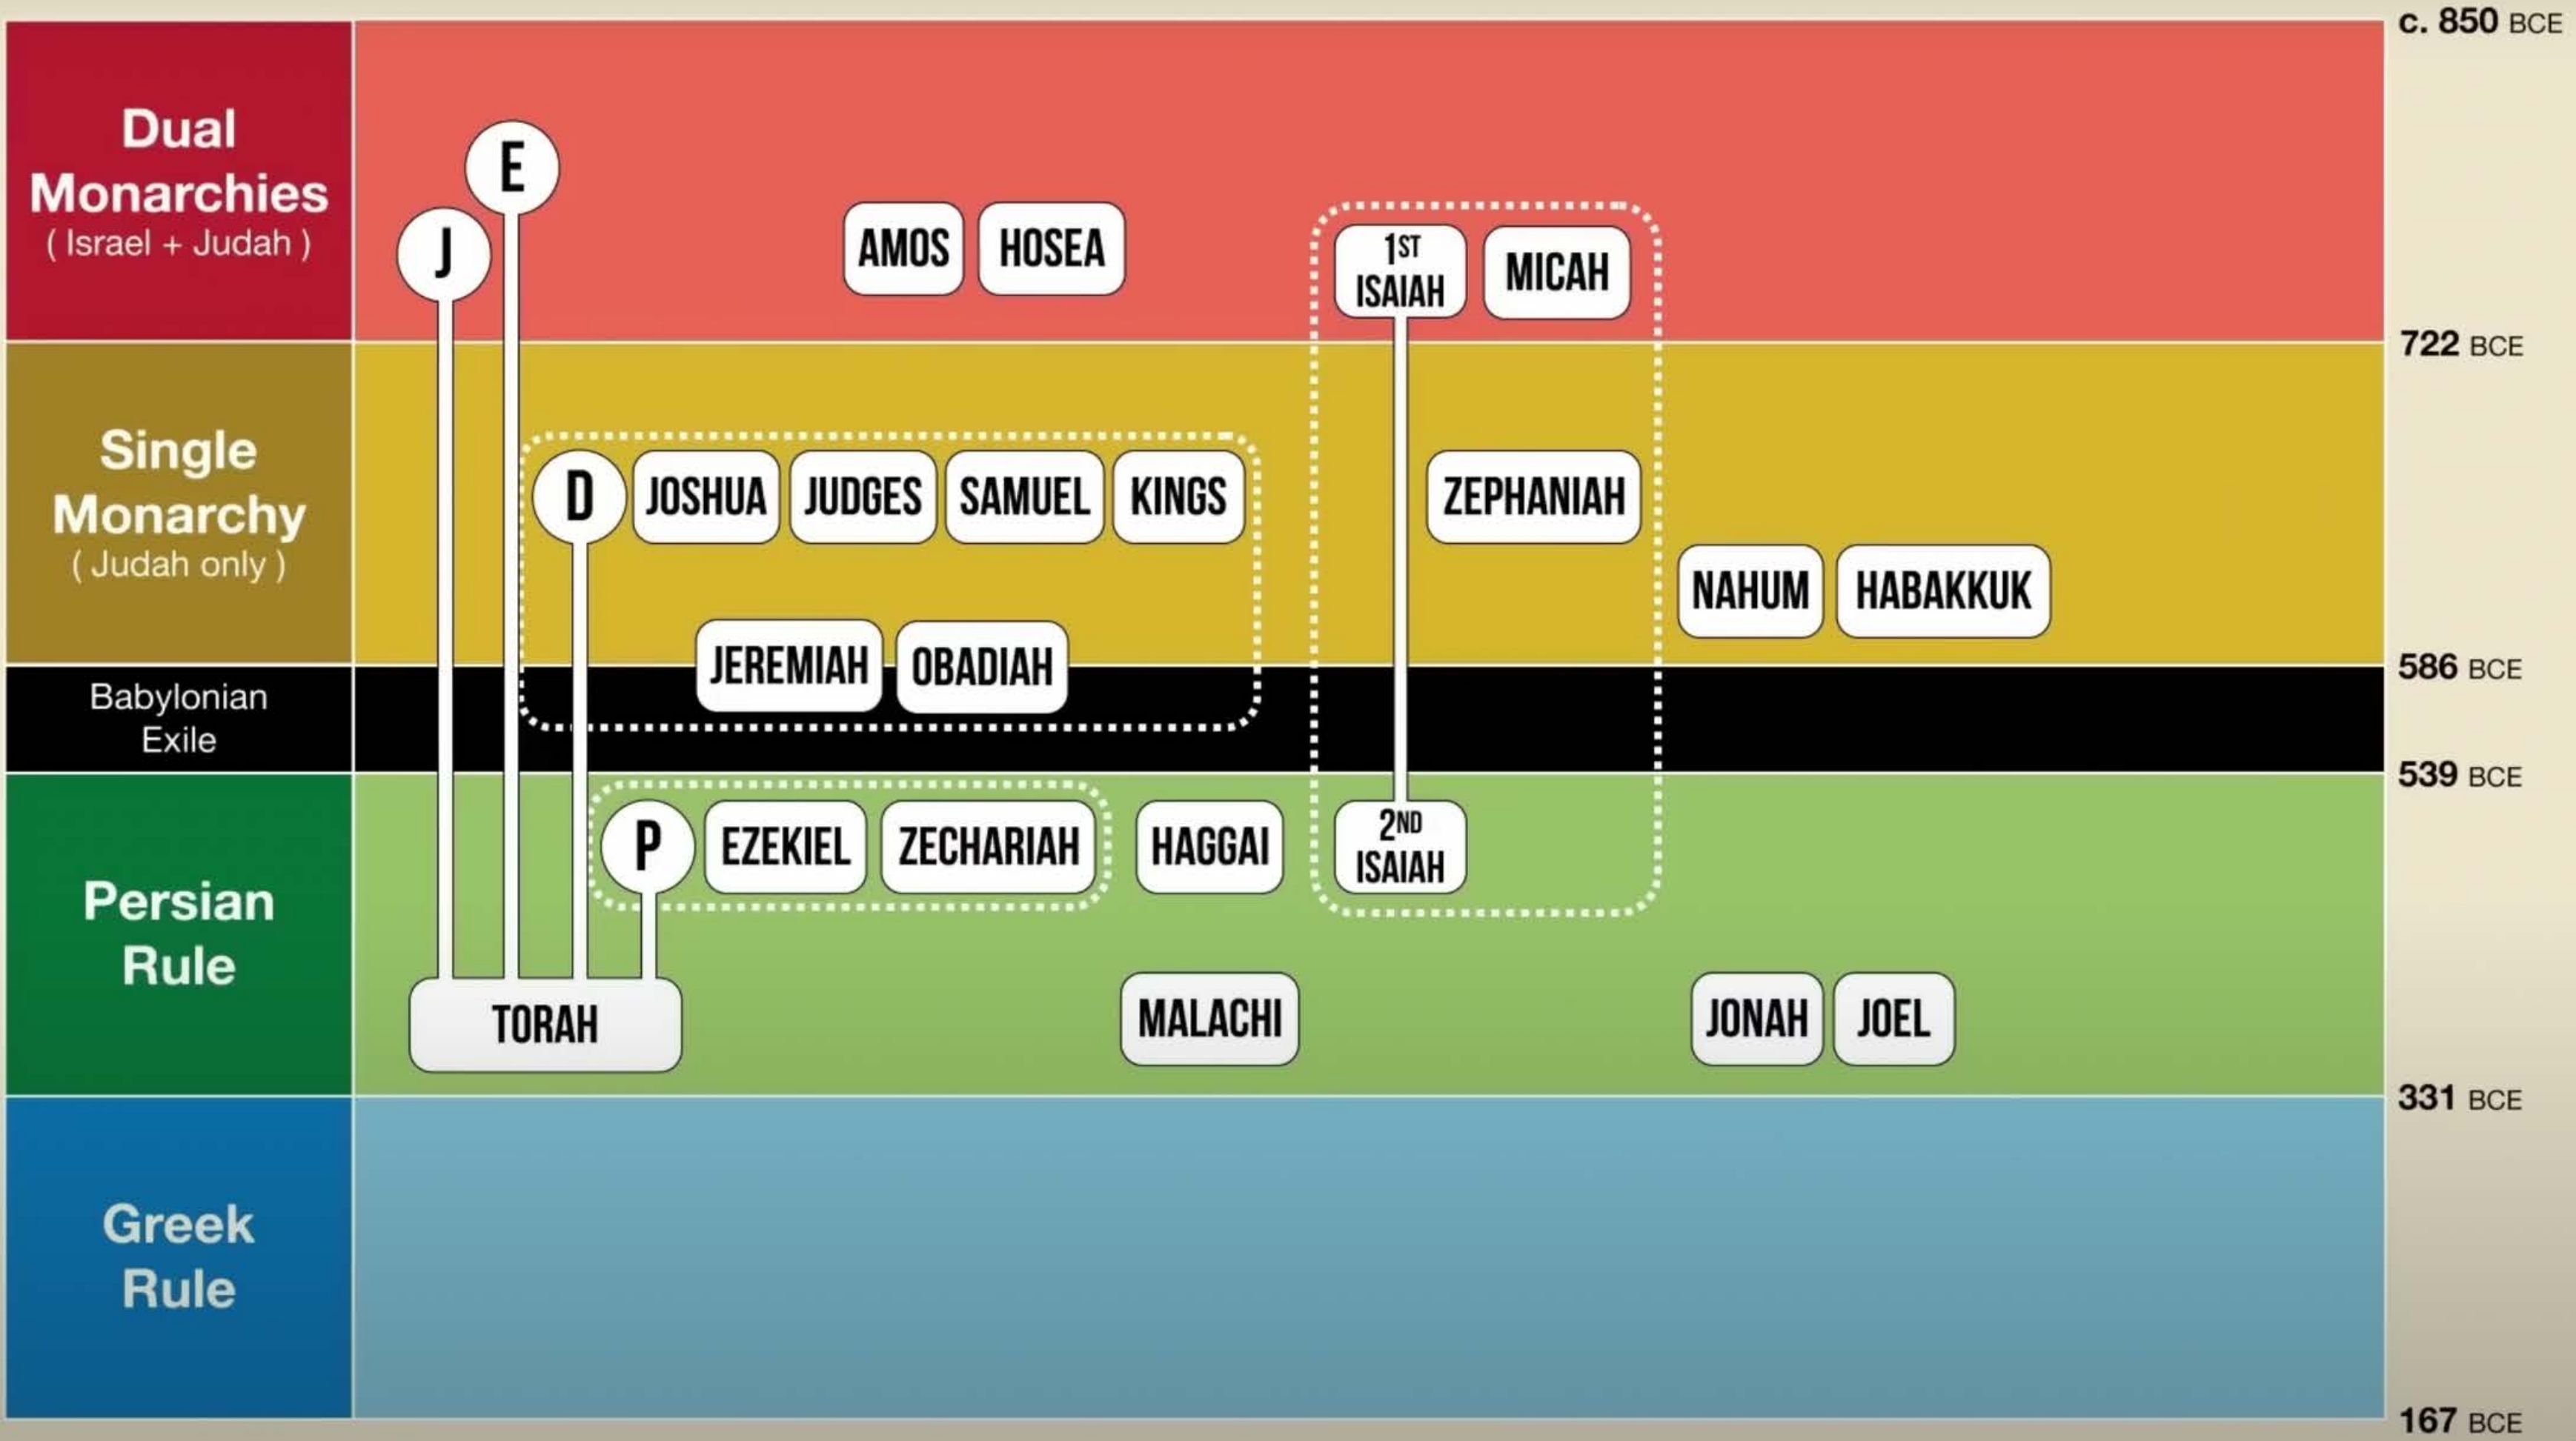 c. 850 BCE
Dual
Monarchies
( Israel + Judah )
E
J
AMOS
HOSEA
1ST
ISAIAH
MICAH
722 BCE
Single
Monarchy
( Judah only )
D
JOSHUA
JUDGES
SAMUEL
KINGS
ZEPHANIAH
NAHUM
HABAKKUK
JEREMIAH
OBADIAH
586 BCE
Babylonian
Exile
539 BCE
Persian
Rule
P
EZEKIEL
ZECHARIAH
HAGGAI
2ND
ISAIAH
TORAH
MALACHI
JONAH
JOEL
331 BCE
Greek
Rule
167 BCE